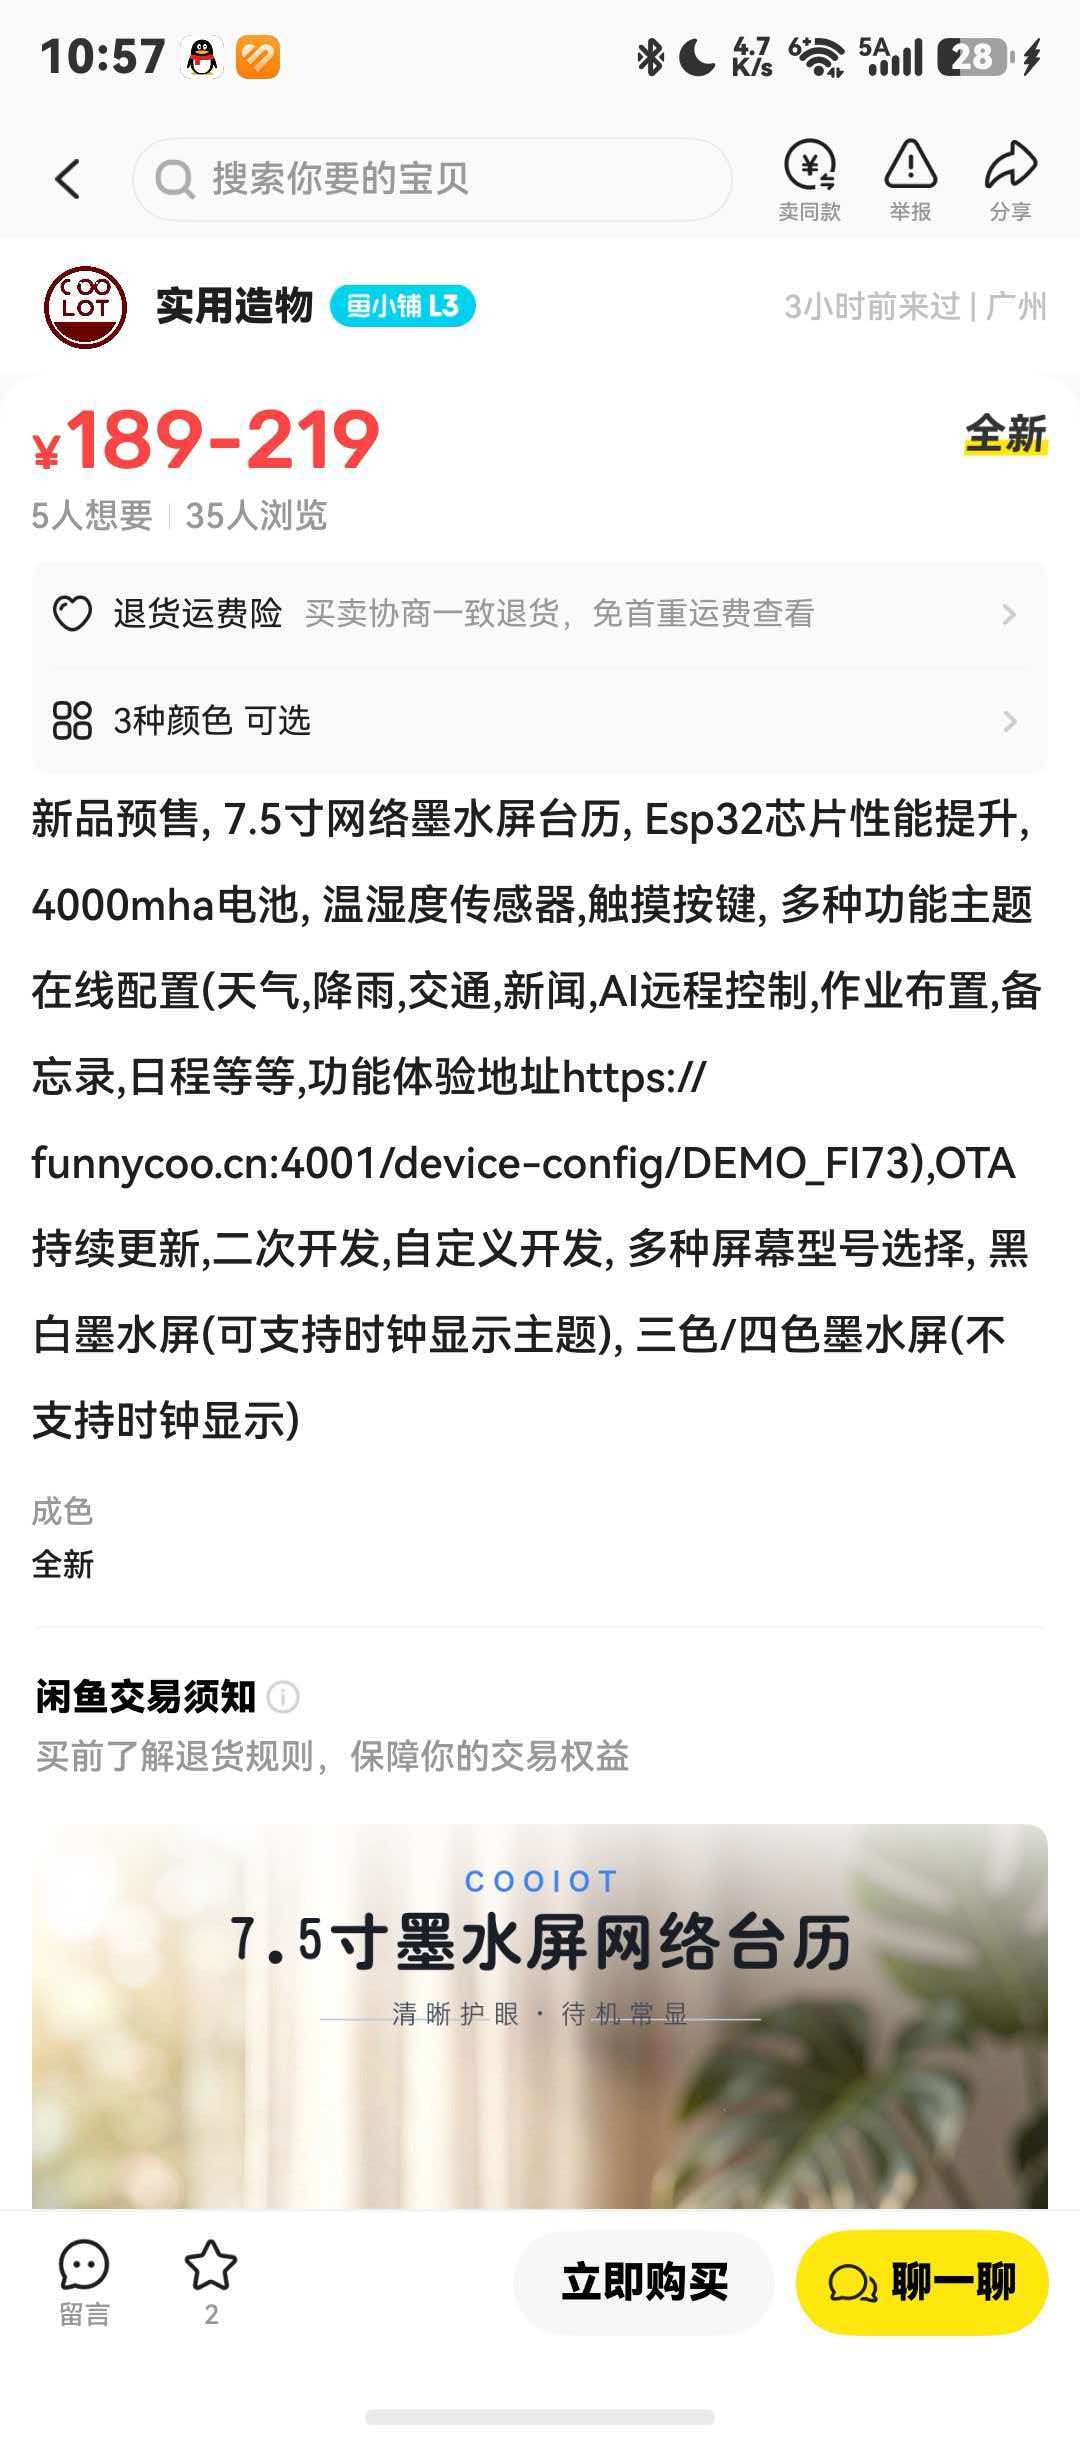 10:57
4.7 K/s
6+
5A
28
搜索你要的宝贝
卖同款
举报
分享
COO LOT
实用造物
鱼小铺 L3
3小时前来过 | 广州
¥189-219
全新
5人想要 | 35人浏览
退货运费险 买卖协商一致退货，免首重运费查看
3种颜色 可选
新品预售, 7.5寸网络墨水屏台历, Esp32芯片性能提升,
4000mha电池, 温湿度传感器,触摸按键, 多种功能主题
在线配置(天气,降雨,交通,新闻,AI远程控制,作业布置,备
忘录,日程等等,功能体验地址https://
funnycoo.cn:4001/device-config/DEMO_FI73),OTA
持续更新,二次开发,自定义开发, 多种屏幕型号选择, 黑
白墨水屏(可支持时钟显示主题), 三色/四色墨水屏(不
支持时钟显示)
成色
全新
闲鱼交易须知
买前了解退货规则，保障你的交易权益
COOIOT
7.5寸墨水屏网络台历
清晰护眼 · 待机常显
留言
2
立即购买
聊一聊